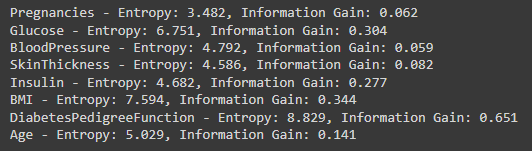 Pregnancies - Entropy: 3.482, Information Gain: 0.062
Glucose - Entropy: 6.751, Information Gain: 0.304
BloodPressure - Entropy: 4.792, Information Gain: 0.059
SkinThickness - Entropy: 4.586, Information Gain: 0.082
Insulin - Entropy: 4.682, Information Gain: 0.277
BMI - Entropy: 7.594, Information Gain: 0.344
DiabetesPedigreeFunction - Entropy: 8.829, Information Gain: 0.651
Age - Entropy: 5.029, Information Gain: 0.141